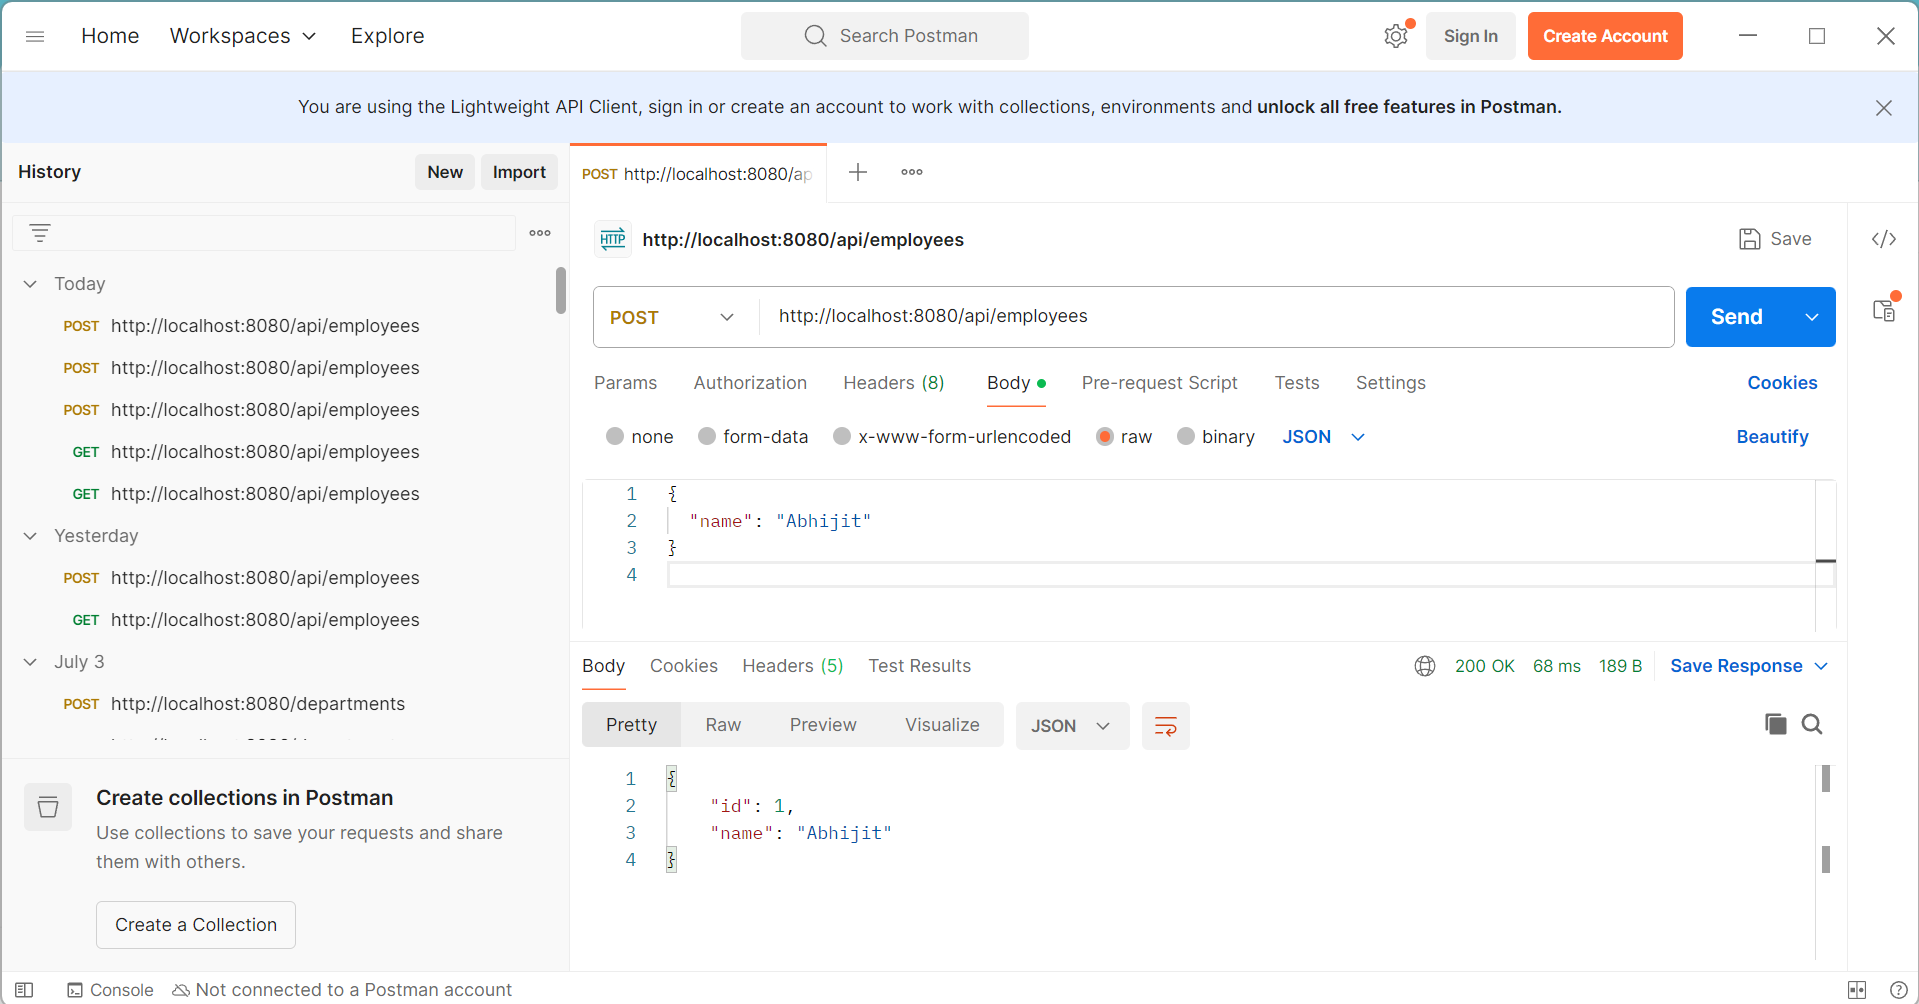 Home Workspaces Explore Search Postman Sign In Create Account
You are using the Lightweight API Client, sign in or create an account to work with collections, environments and unlock all free features in Postman.
History New Import
POST http://localhost:8080/ap
HTTP http://localhost:8080/api/employees Save
Today
POST http://localhost:8080/api/employees
POST http://localhost:8080/api/employees
POST http://localhost:8080/api/employees
GET http://localhost:8080/api/employees
GET http://localhost:8080/api/employees
Yesterday
POST http://localhost:8080/api/employees
GET http://localhost:8080/api/employees
July 3
POST http://localhost:8080/departments
Create collections in Postman
Use collections to save your requests and share
them with others.
Create a Collection
POST http://localhost:8080/api/employees Send
Params Authorization Headers (8) Body Pre-request Script Tests Settings Cookies
none form-data x-www-form-urlencoded raw binary JSON Beautify
1 {
2 "name": "Abhijit"
3 }
4
Body Cookies Headers (5) Test Results 200 OK 68 ms 189 B Save Response
Pretty Raw Preview Visualize JSON
1 {
2 "id": 1,
3 "name": "Abhijit"
4 }
Console Not connected to a Postman account